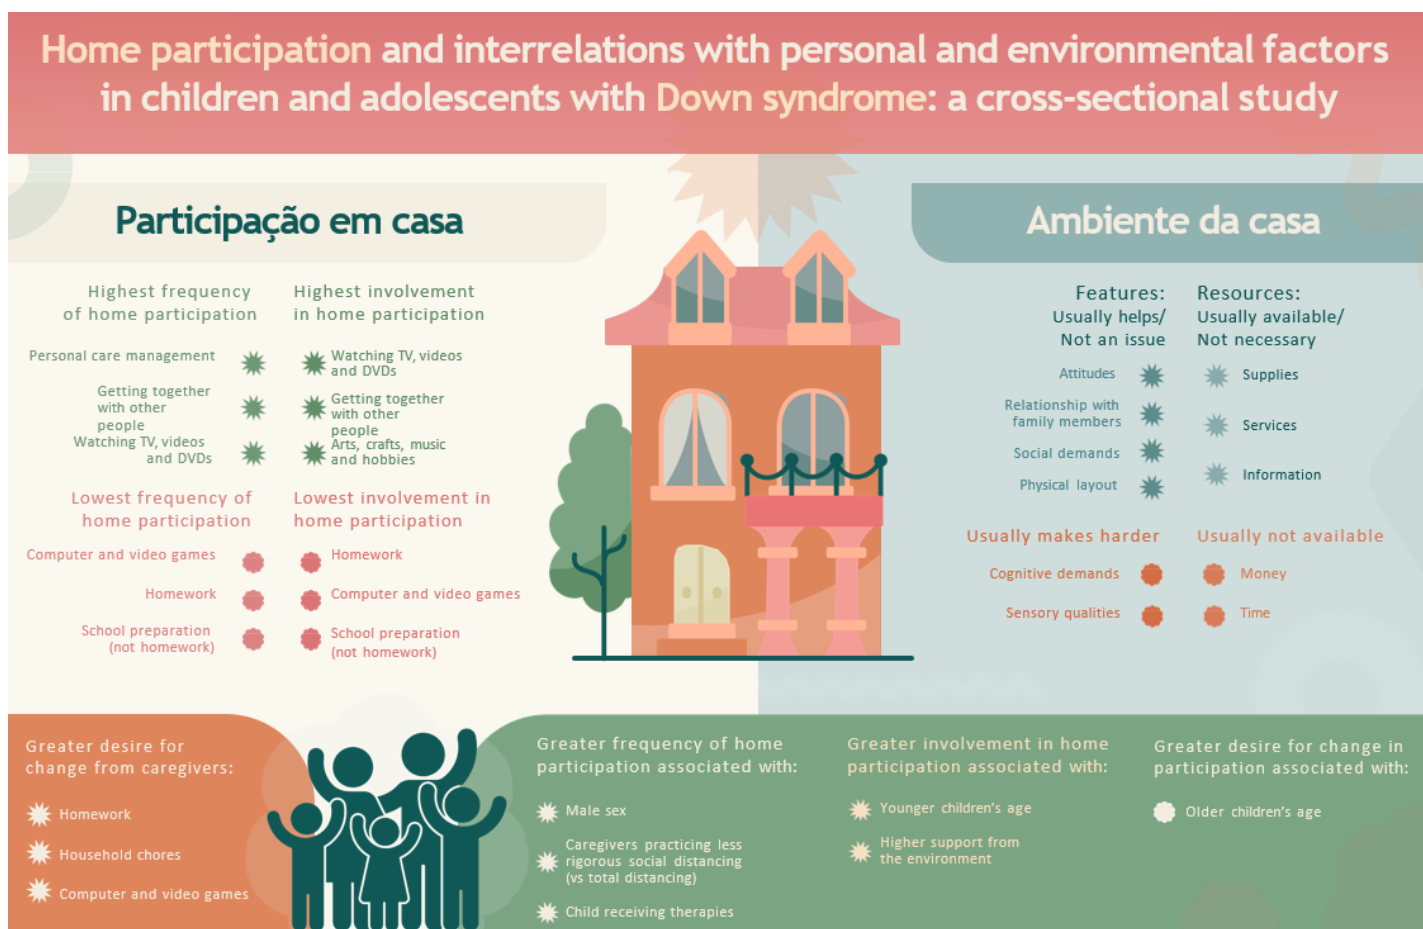 Home participation and interrelations with personal and environmental factors
in children and adolescents with Down syndrome: a cross-sectional study
Participação em casa
Highest frequency
of home participation
Personal care management
Getting together
with other
people
Watching TV, videos
and DVDs
Highest involvement
in home participation
Watching TV, videos
and DVDs
Getting together
with other
people
Arts, crafts, music
and hobbies
Lowest frequency of
home participation
Computer and video games
Homework
School preparation
(not homework)
Lowest involvement in
home participation
Homework
Computer and video games
School preparation
(not homework)
Ambiente da casa
Features:
Usually helps/
Not an issue
Attitudes
Relationship with
family members
Social demands
Physical layout
Resources:
Usually available/
Not necessary
Supplies
Services
Information
Usually makes harder
Cognitive demands
Sensory qualities
Usually not available
Money
Time
Greater desire for
change from caregivers:
Homework
Household chores
Computer and video games
Greater frequency of home
participation associated with:
Male sex
Caregivers practicing less
rigorous social distancing
(vs total distancing)
Child receiving therapies
Greater involvement in home
participation associated with:
Younger children's age
Higher support from
the environment
Greater desire for change in
participation associated with:
Older children's age